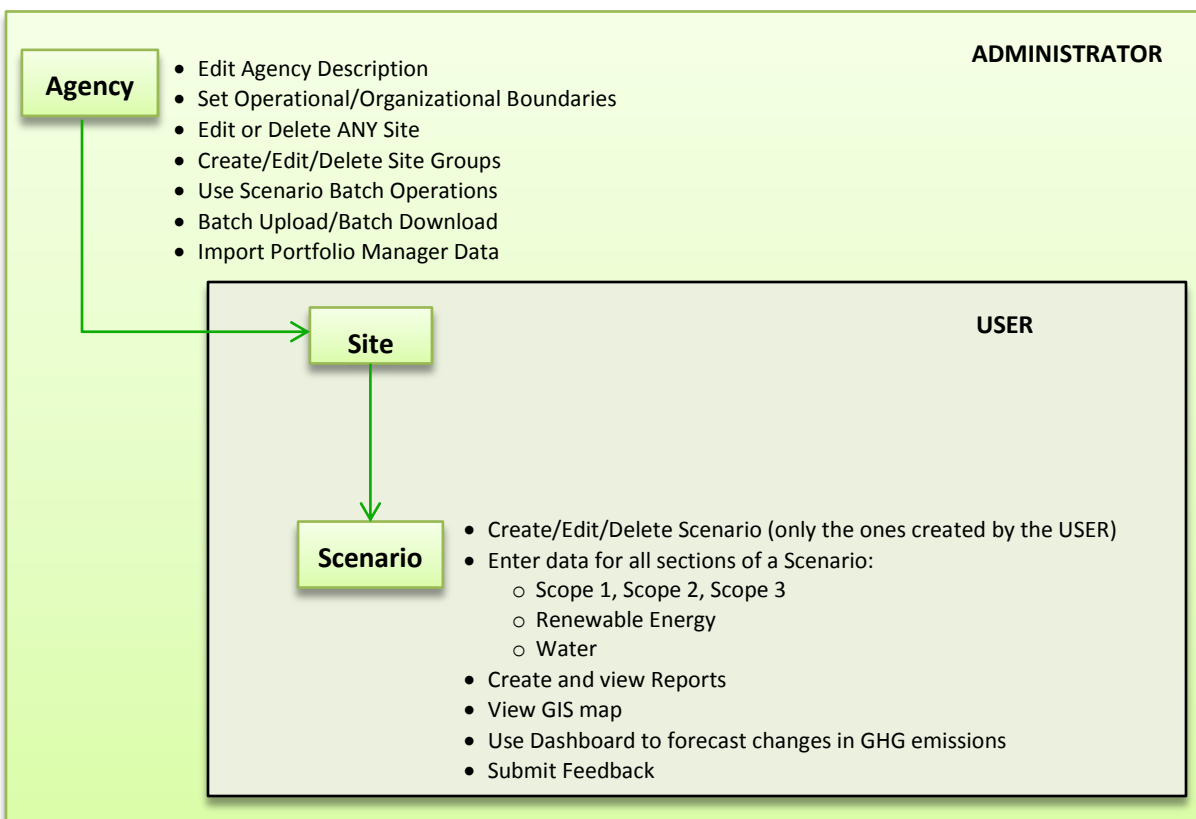 ADMINISTRATOR
Agency
• Edit Agency Description
• Set Operational/Organizational Boundaries
• Edit or Delete ANY Site
• Create/Edit/Delete Site Groups
• Use Scenario Batch Operations
• Batch Upload/Batch Download
• Import Portfolio Manager Data
USER
Site
Scenario
• Create/Edit/Delete Scenario (only the ones created by the USER)
• Enter data for all sections of a Scenario:
o Scope 1, Scope 2, Scope 3
o Renewable Energy
o Water
• Create and view Reports
• View GIS map
• Use Dashboard to forecast changes in GHG emissions
• Submit Feedback